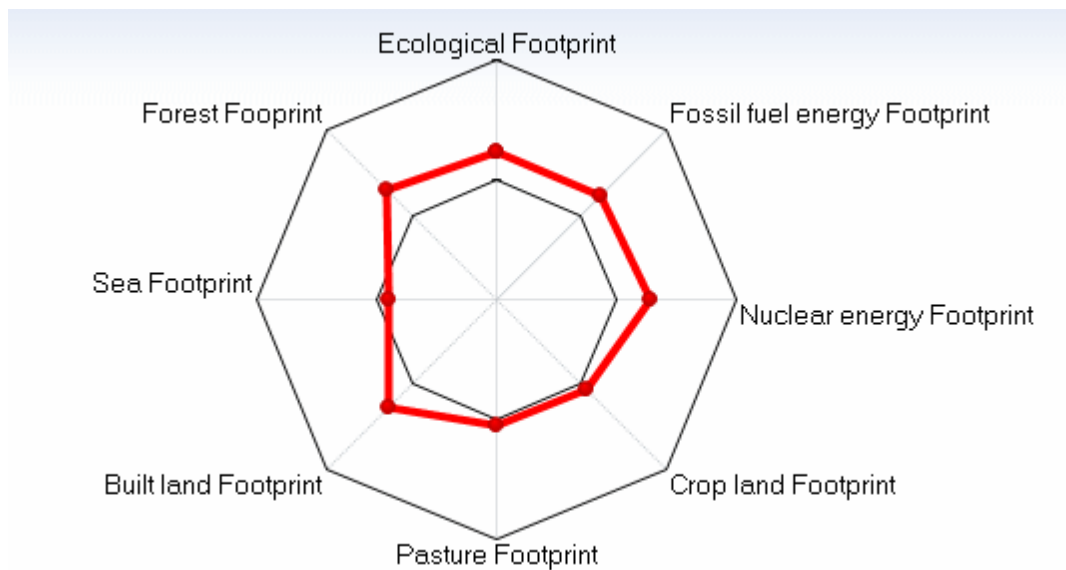 Ecological Footprint
Forest Fooprint
Fossil fuel energy Footprint
Sea Footprint
Nuclear energy Footprint
Built land Footprint
Crop land Footprint
Pasture Footprint